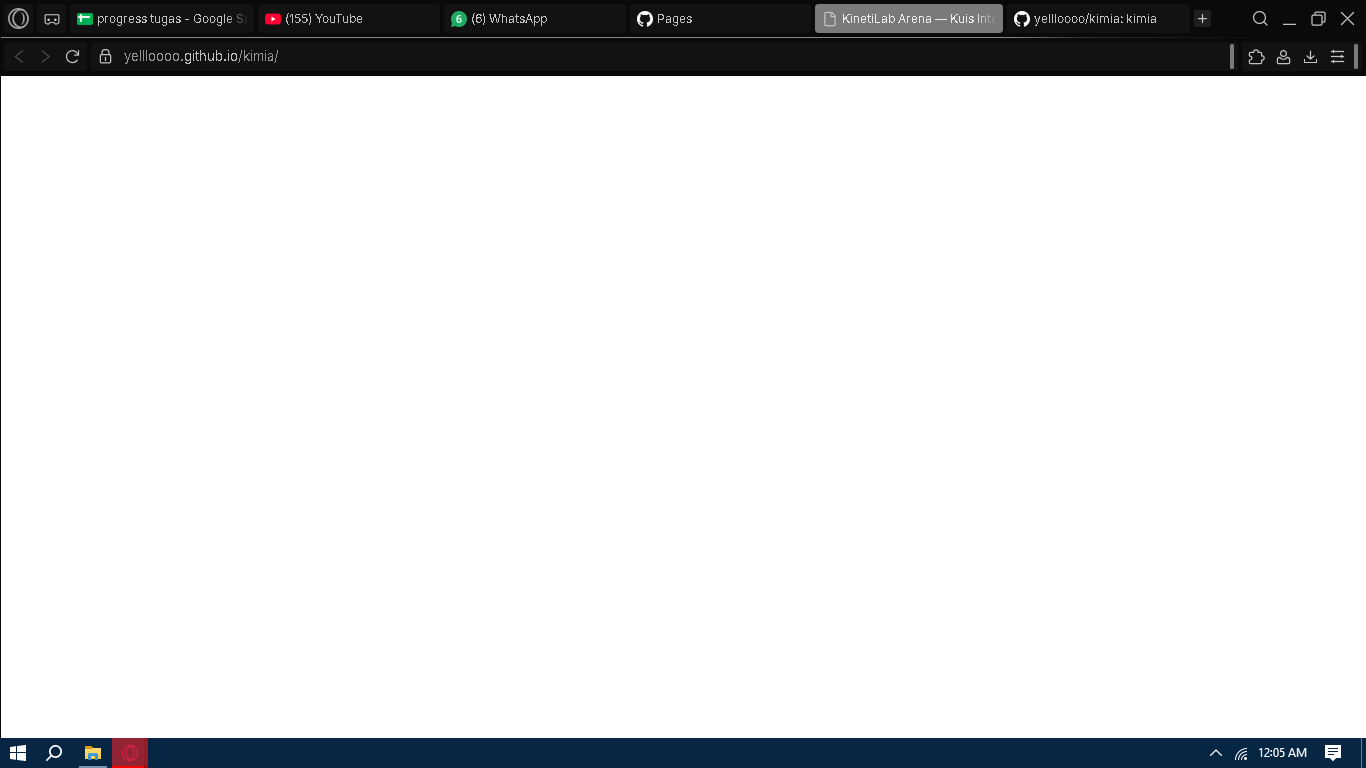 progress tugas - Google S
(155) YouTube
6
(6) WhatsApp
Pages
KinetiLab Arena — Kuis Inte
yellloooo/kimia: kimia
yellloooo.github.io/kimia/
12:05 AM